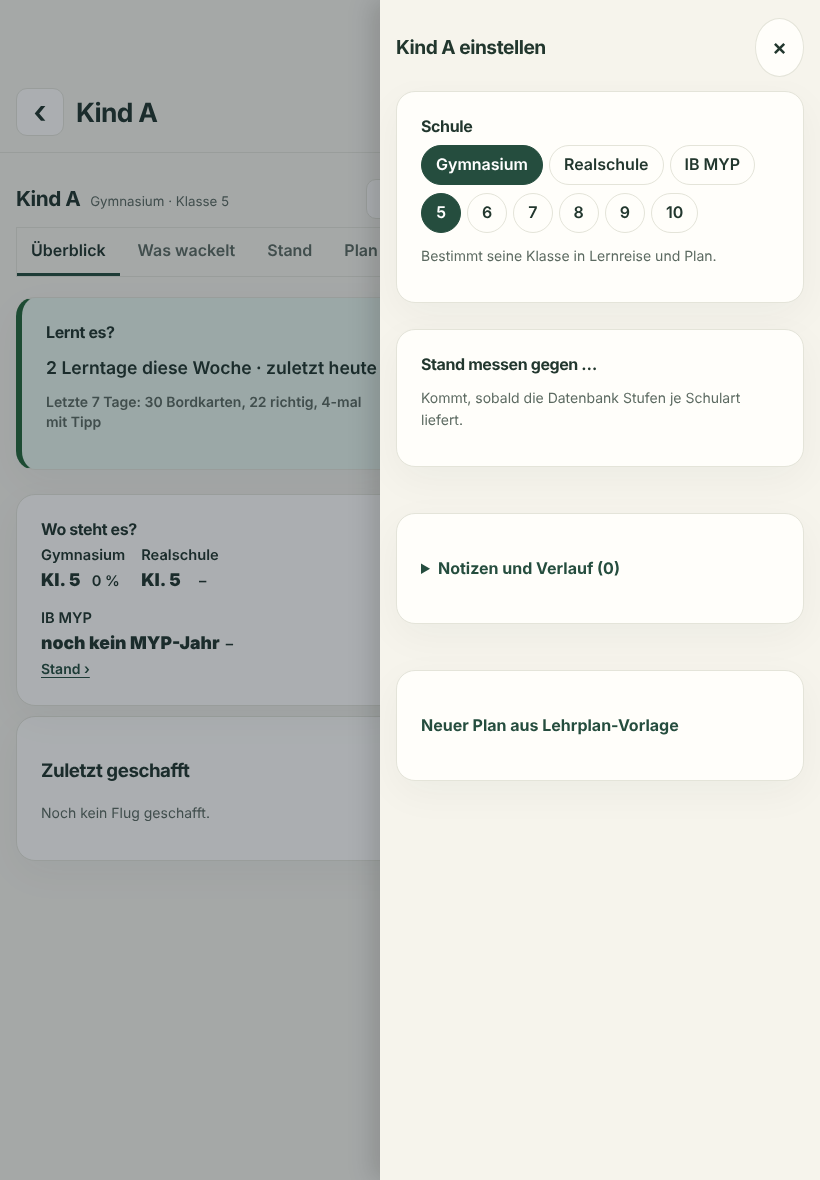 ‹ Kind A
Kind A Gymnasium · Klasse 5
Überblick Was wackelt Stand Plan
Lernt es?
2 Lerntage diese Woche · zuletzt heute
Letzte 7 Tage: 30 Bordkarten, 22 richtig, 4-mal
mit Tipp
Wo steht es?
Gymnasium Realschule
Kl. 5 0 % Kl. 5 –
IB MYP
noch kein MYP-Jahr –
Stand ›
Zuletzt geschafft
Noch kein Flug geschafft.
Kind A einstellen ×
Schule
Gymnasium Realschule IB MYP
5 6 7 8 9 10
Bestimmt seine Klasse in Lernreise und Plan.
Stand messen gegen …
Kommt, sobald die Datenbank Stufen je Schulart
liefert.
▶ Notizen und Verlauf (0)
Neuer Plan aus Lehrplan-Vorlage